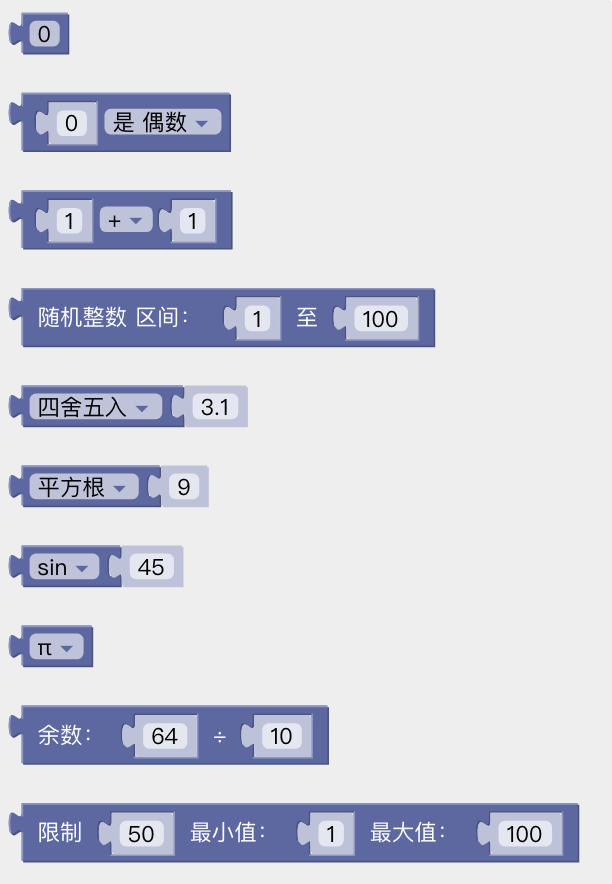 0
0 是 偶数
1 + 1
随机整数 区间： 1 至 100
四舍五入 3.1
平方根 9
sin 45
π
余数： 64 ÷ 10
限制 50 最小值： 1 最大值： 100